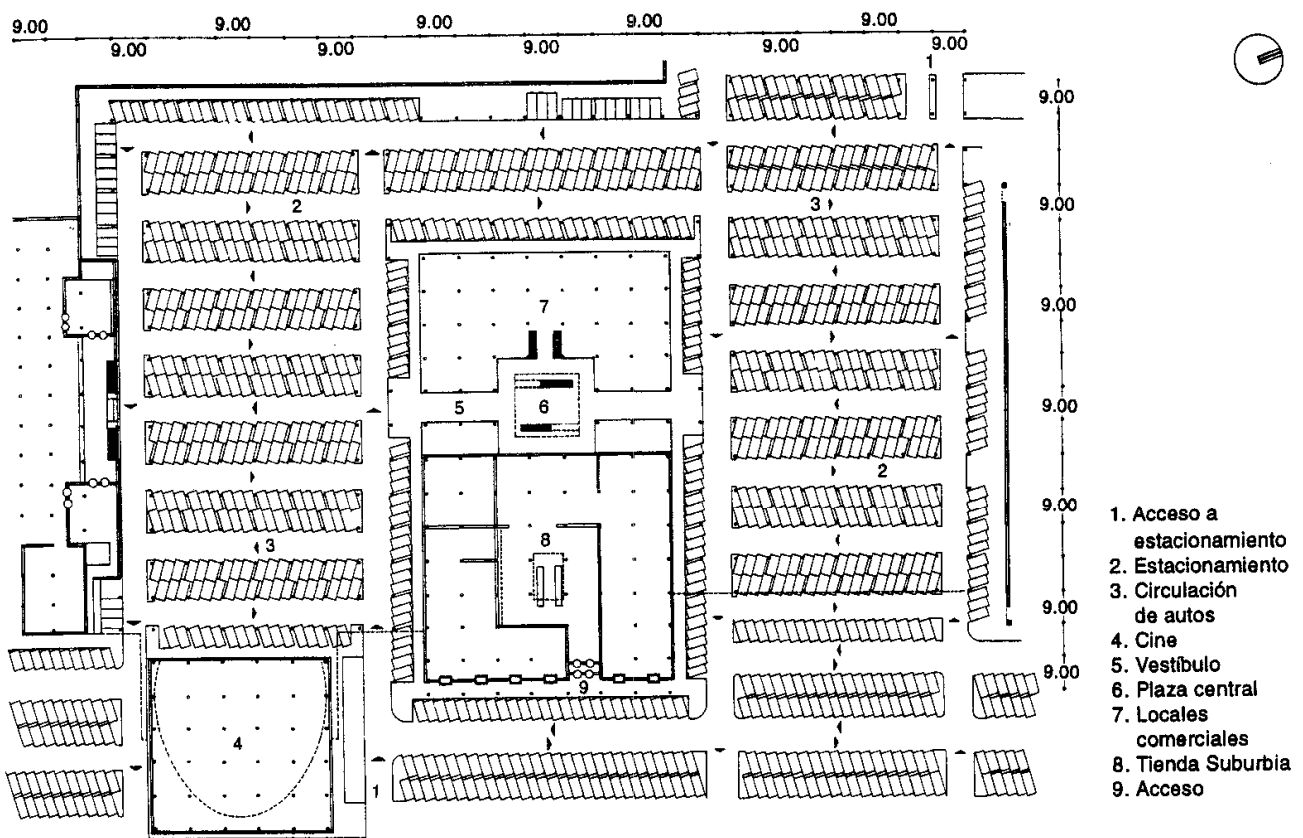 9.00 9.00 9.00 9.00 9.00
9.00 9.00 9.00 9.00 9.00
1
9.00
2
3
9.00
7
9.00
5
6
9.00
2
9.00
3
8
9.00
9
9.00
4
1
1. Acceso a
estacionamiento
2. Estacionamiento
3. Circulación
de autos
4. Cine
5. Vestíbulo
6. Plaza central
7. Locales
comerciales
8. Tienda Suburbia
9. Acceso